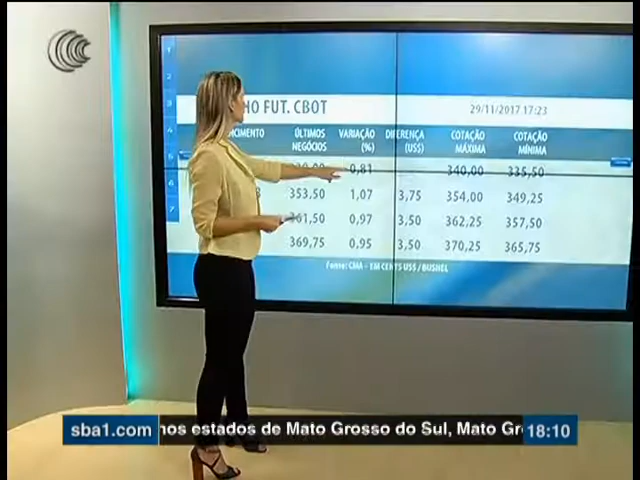 1
2
3
4
5
6
7
HO FUT. CBOT
29/11/2017 17:23
NCIMENTO ÚLTIMOS NEGÓCIOS VARIAÇÃO (%) DIFERENÇA (US$) COTAÇÃO MÁXIMA COTAÇÃO MÍNIMA
0,81 340,00 335,50
353,50 1,07 3,75 354,00 349,25
361,50 0,97 3,50 362,25 357,50
369,75 0,95 3,50 370,25 365,75
Fonte: CMA - EM CENTS US$ / BUSHEL
sba1.com nos estados de Mato Grosso do Sul, Mato Gr 18:10